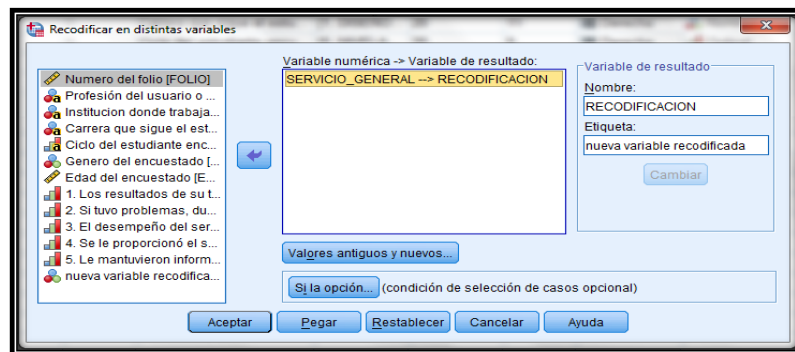 Recodificar en distintas variables
Numero del folio [FOLIO]
Profesión del usuario o ...
Institucion donde trabaja...
Carrera que sigue el est...
Ciclo del estudiante enc...
Genero del encuestado [...
Edad del encuestado [E...
1. Los resultados de su t...
2. Si tuvo problemas, du...
3. El desempeño del ser...
4. Se le proporcionó el s...
5. Le mantuvieron inform...
nueva variable recodifica...
Variable numérica -> Variable de resultado:
SERVICIO_GENERAL --> RECODIFICACION
Valores antiguos y nuevos...
Si la opción... (condición de selección de casos opcional)
Variable de resultado
Nombre:
RECODIFICACION
Etiqueta:
nueva variable recodificada
Cambiar
Aceptar Pegar Restablecer Cancelar Ayuda